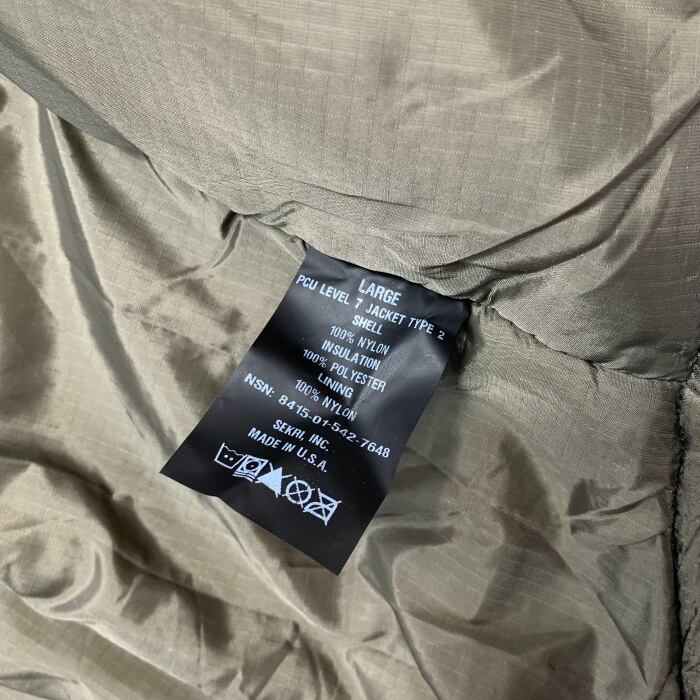 LARGE
PCU LEVEL 7 JACKET TYPE 2
SHELL
100% NYLON
INSULATION
100% POLYESTER
LINING
100% NYLON
NSN: 8415-01-542-7648
SEKRI, INC.
MADE IN U.S.A.